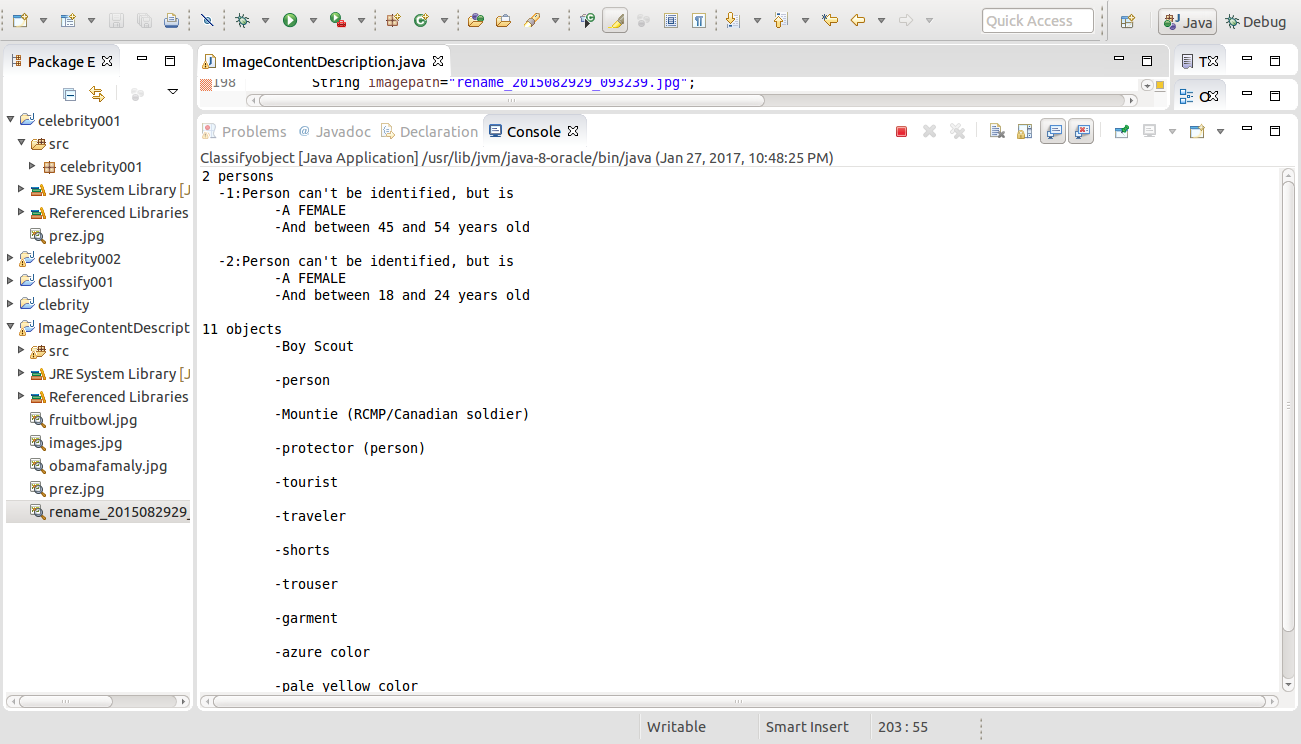 Quick Access
Java
Debug
Package E
ImageContentDescription.java
198
String imagepath="rename_2015082929_093239.jpg";
celebrity001
src
celebrity001
JRE System Library [J
Referenced Libraries
prez.jpg
celebrity002
Classify001
clebrity
ImageContentDescript
src
JRE System Library [J
Referenced Libraries
fruitbowl.jpg
images.jpg
obamafamaly.jpg
prez.jpg
rename_2015082929_
Problems @ Javadoc Declaration Console
Classifyobject [Java Application] /usr/lib/jvm/java-8-oracle/bin/java (Jan 27, 2017, 10:48:25 PM)
2 persons
-1:Person can't be identified, but is
-A FEMALE
-And between 45 and 54 years old
-2:Person can't be identified, but is
-A FEMALE
-And between 18 and 24 years old
11 objects
-Boy Scout
-person
-Mountie (RCMP/Canadian soldier)
-protector (person)
-tourist
-traveler
-shorts
-trouser
-garment
-azure color
-pale yellow color
T
O
Writable
Smart Insert
203 : 55